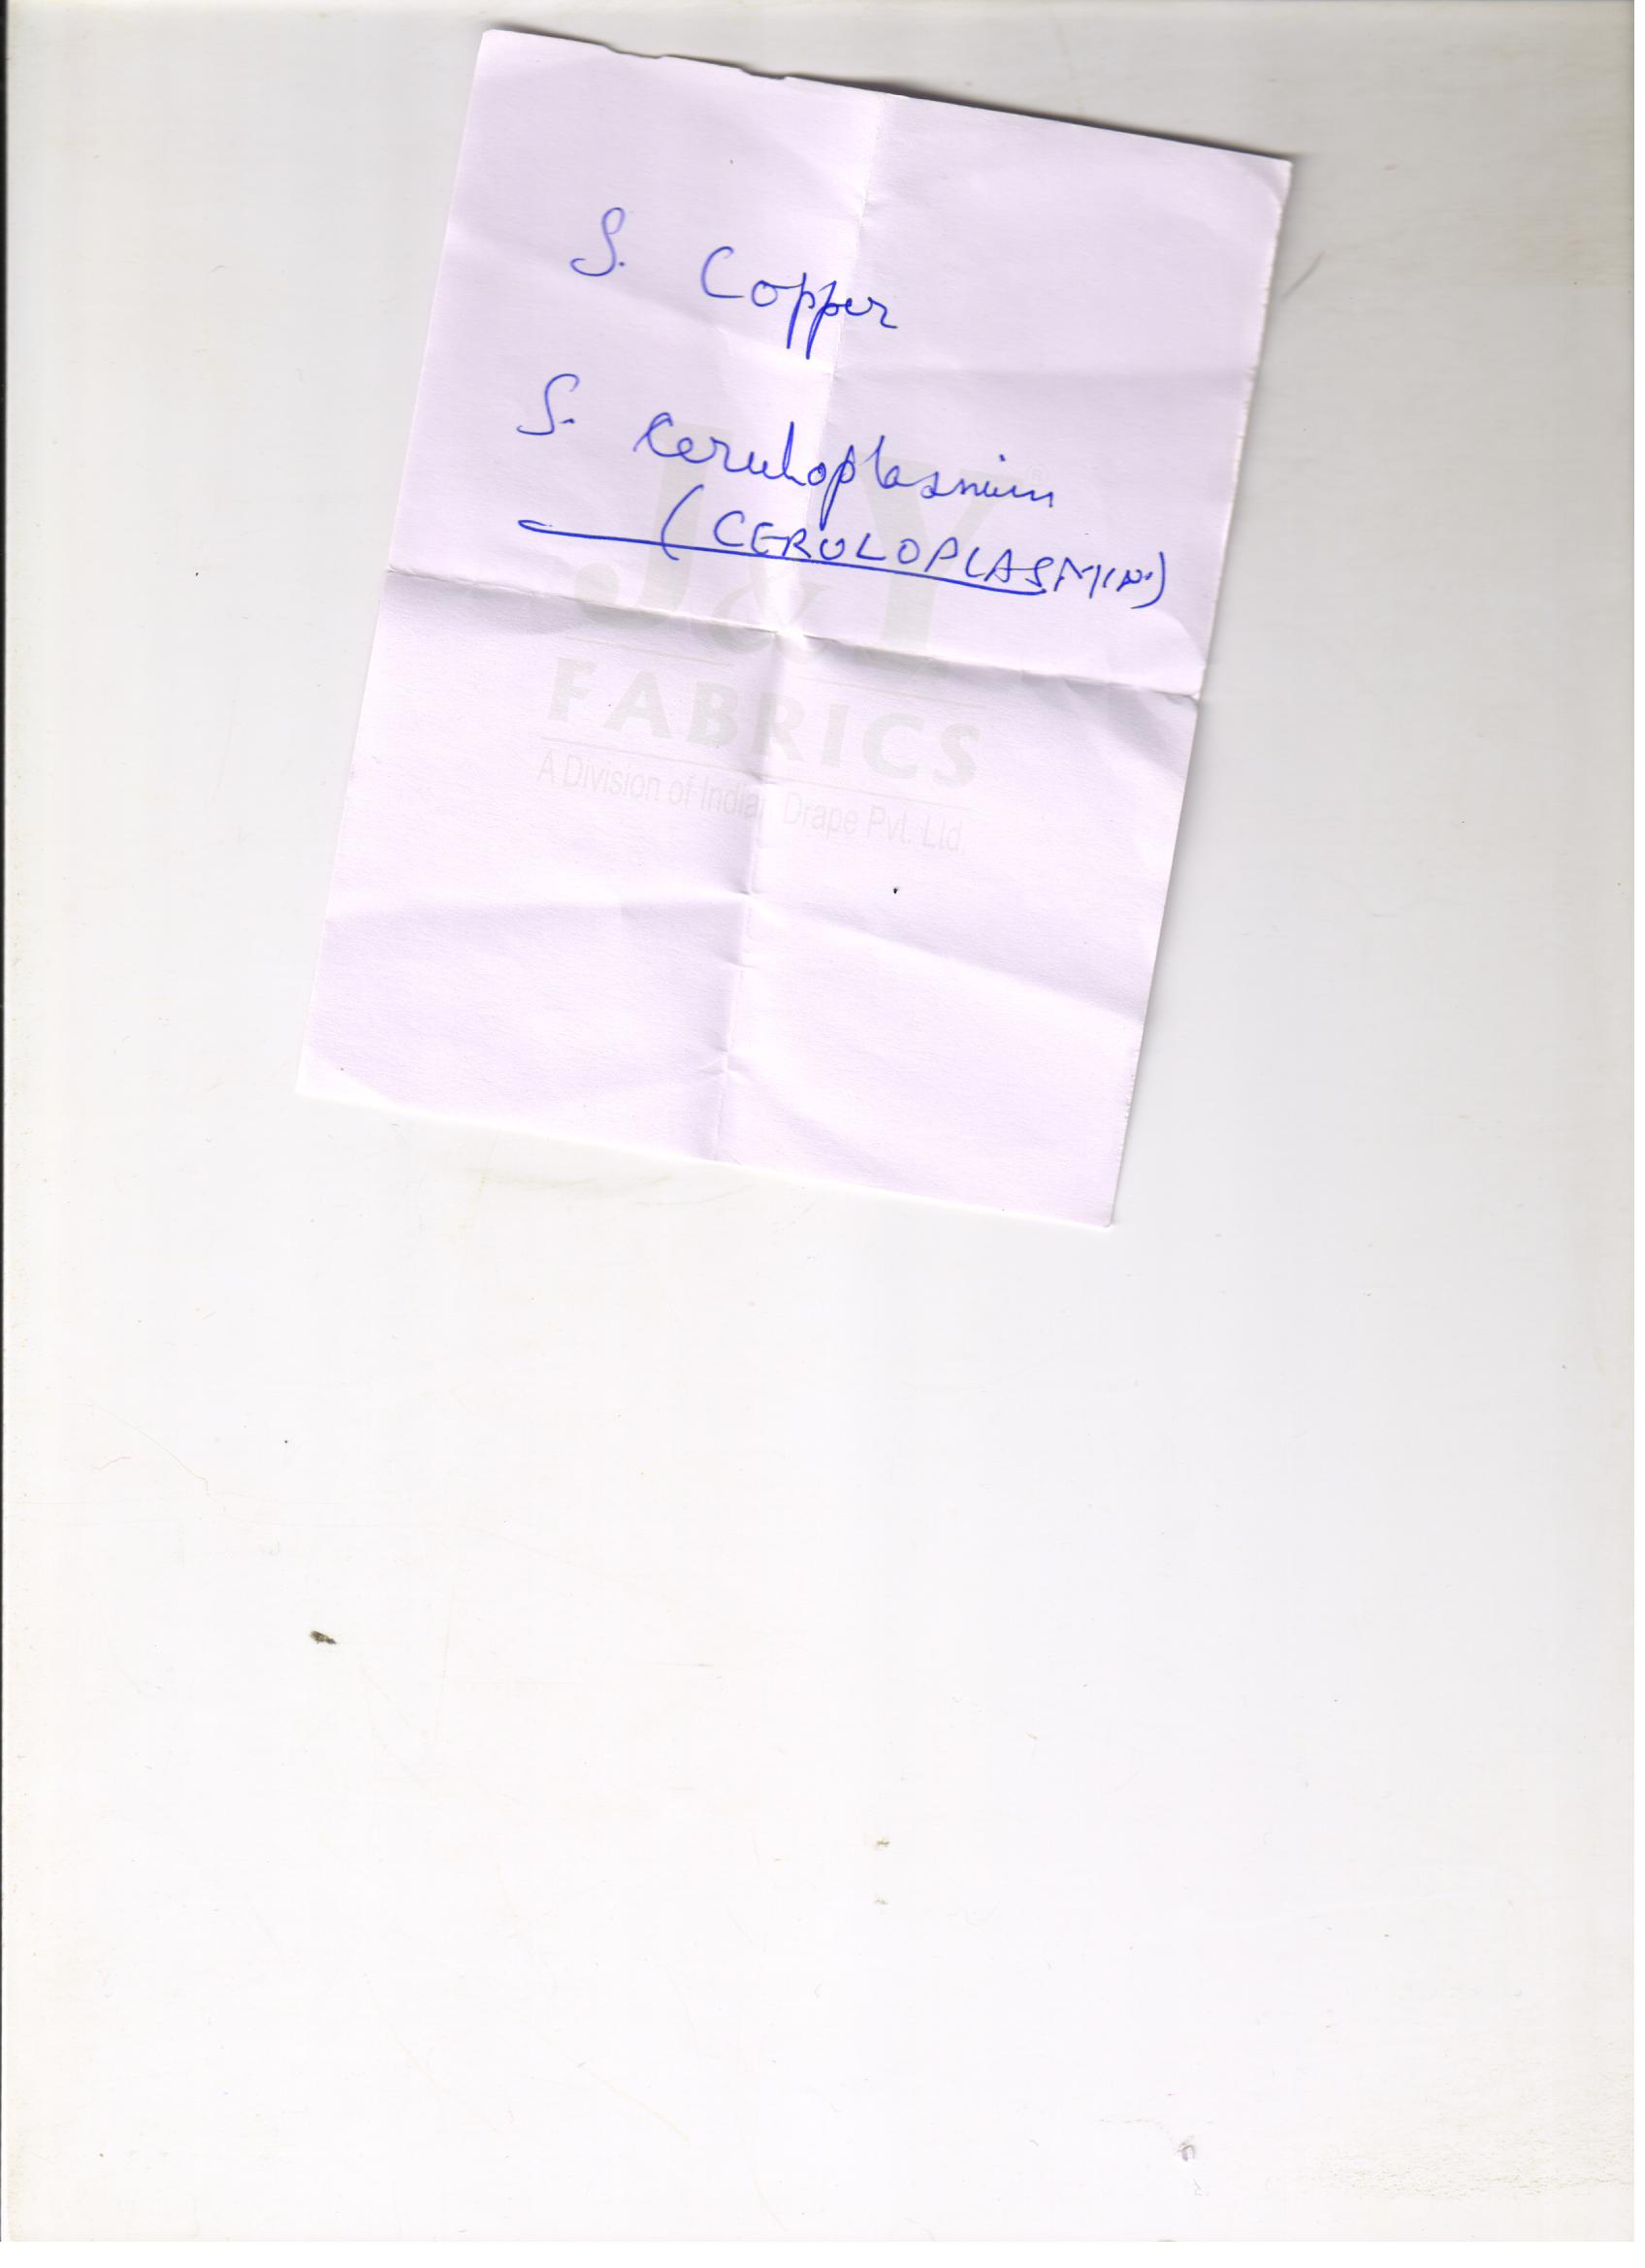 S. Copper
S. Ceruloplasmin
(CERULOPLASMIN)
J&Y
FABRICS
A Division of Indian Drape Pvt. Ltd.